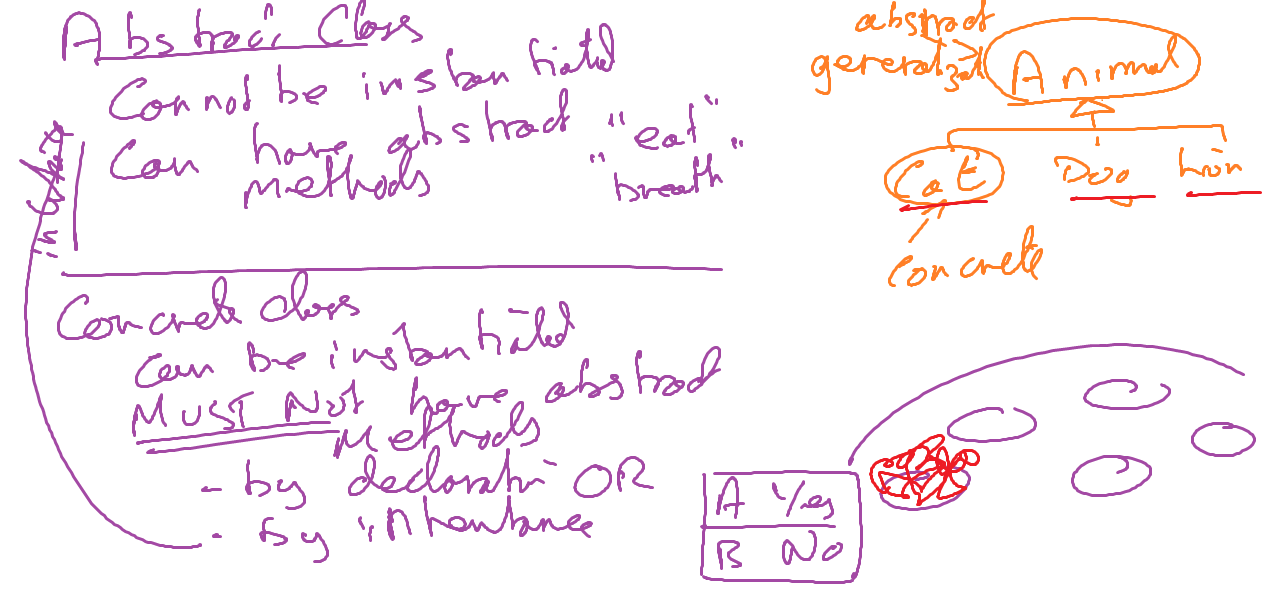 Abstract Class
Cannot be instantiated
Can have abstract methods
"eat"
"breath"
inherit
Concrete class
Can be instantiated
MUST NOT have abstract
Methods
- by declaration OR
- by inheritance
A Yes
B No
abstract
generalizat
Animal
Cat Dog Lion
concrete